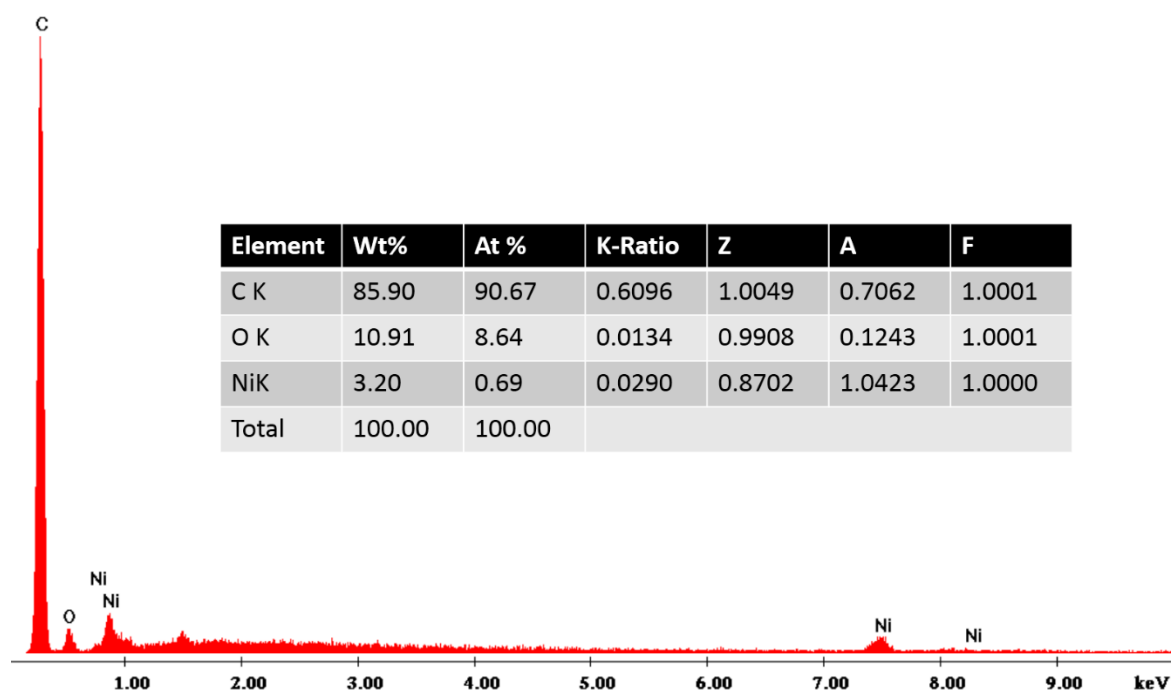 C
Element Wt% At % K-Ratio Z A F
C K 85.90 90.67 0.6096 1.0049 0.7062 1.0001
O K 10.91 8.64 0.0134 0.9908 0.1243 1.0001
NiK 3.20 0.69 0.0290 0.8702 1.0423 1.0000
Total 100.00 100.00
Ni
Ni
O
Ni
Ni
1.00 2.00 3.00 4.00 5.00 6.00 7.00 8.00 9.00 keV